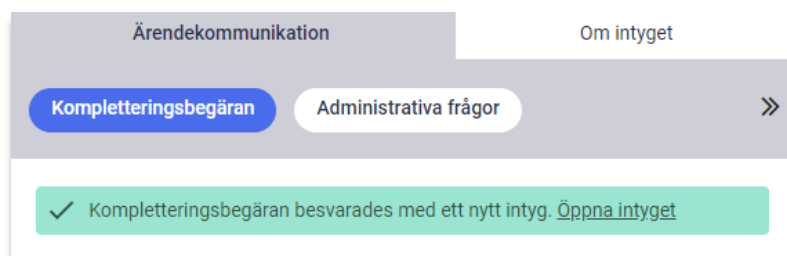 Ärendekommunikation Om intyget
Kompletteringsbegäran Administrativa frågor
Kompletteringsbegäran besvarades med ett nytt intyg. Öppna intyget